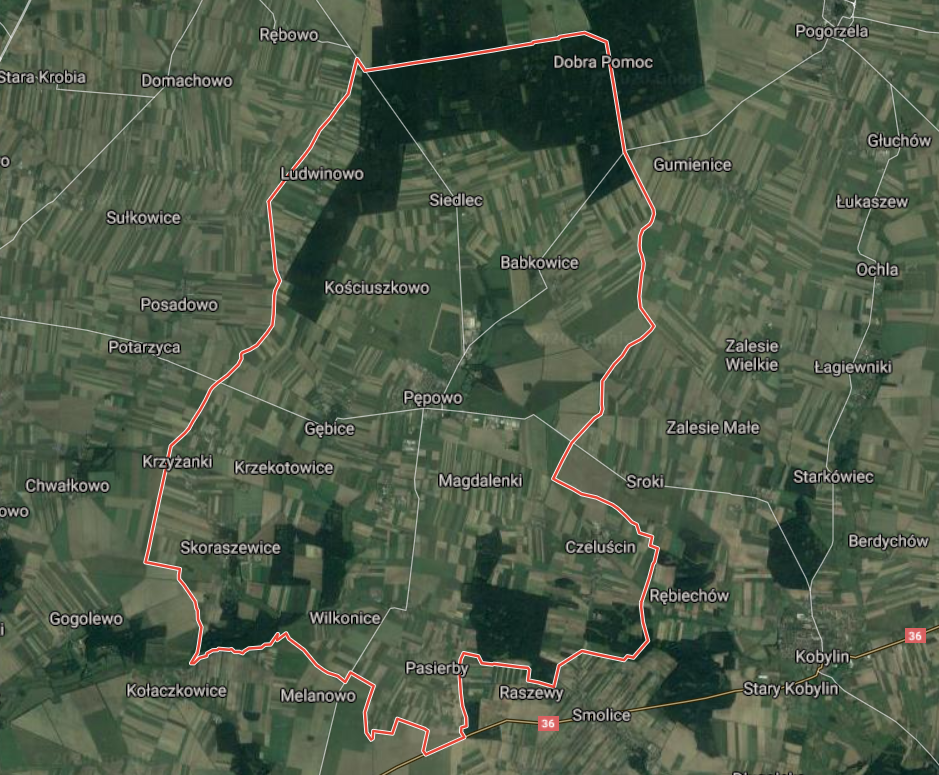 Rębowo
Pogorzela
Dobra Pomoc
Stara Krobia
Domachowo
Głuchów
Gumienice
Ludwinowo
Siedlec
Łukaszew
Sułkowice
Babkowice
Ochla
Kościuszkowo
Posadowo
Potarzyca
Zalesie
Wielkie
Łagiewniki
Pępowo
Gębice
Zalesie Małe
Krzyżanki
Krzekotowice
Chwałkowo
Magdalenki
Sroki
Starkówiec
owo
Skoraszewice
Czeluścin
Berdychów
Rębiechów
Gogolewo
Wilkonice
36
Kobylin
Pasierby
Kołaczkowice
Melanowo
Raszewy
Stary Kobylin
36
Smolice